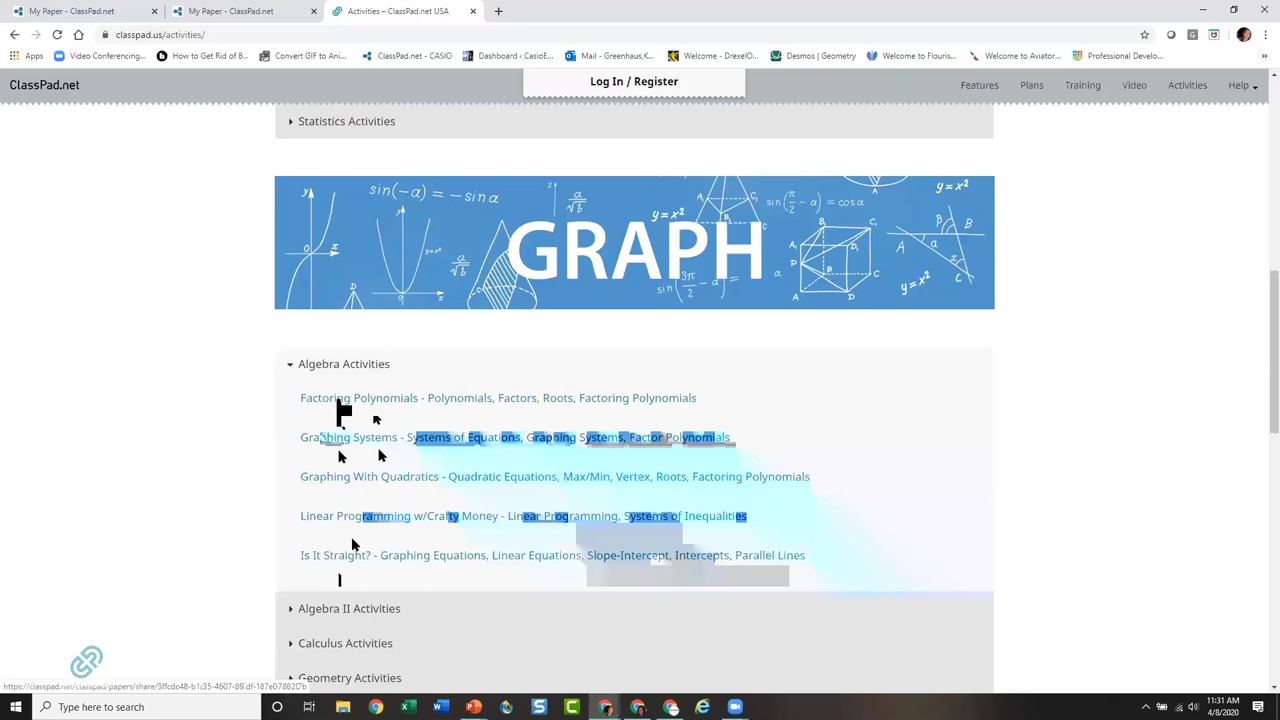 My Paper - ClassPad.net
My Paper - ClassPad.net
Activities – ClassPad.net USA
classpad.us/activities/
Apps
Video Conferencing...
How to Get Rid of B...
Convert GIF to Ani...
ClassPad.net - CASIO
Dashboard ‹ CasioE...
Mail - Greenhaus,K...
Welcome - DrexelO...
Desmos | Geometry
Welcome to Flouris...
Welcome to Aviator...
Professional Develo...
ClassPad.net
Log In / Register
Features
Plans
Training
Video
Activities
Help
Statistics Activities
GRAPH
Algebra Activities
Factoring Polynomials - Polynomials, Factors, Roots, Factoring Polynomials
Graphing Systems - Systems of Equations, Graphing Systems, Factor Polynomials
Graphing With Quadratics - Quadratic Equations, Max/Min, Vertex, Roots, Factoring Polynomials
Linear Programming w/Crafty Money - Linear Programming, Systems of Inequalities
Is It Straight? - Graphing Equations, Linear Equations, Slope-Intercept, Intercepts, Parallel Lines
Algebra II Activities
Calculus Activities
Geometry Activities
Type here to search
11:31 AM
4/8/2020